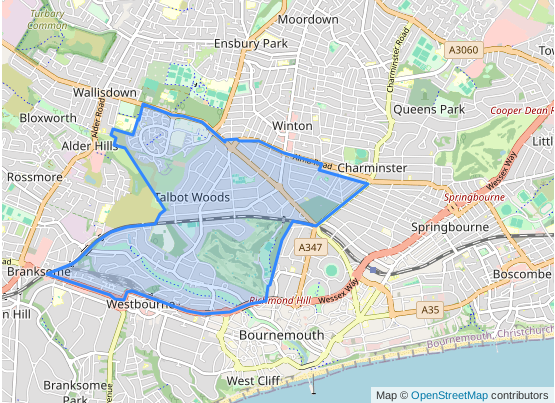 Turbary
Common
Moordown
Ensbury Park
A3060
Charminster Road
Wallisdown
Alder Road
Bloxworth
Queens Park
Cooper Dean R
Winton
Alder Hills
Alma Road
Charminster
Littl
Wessex Way
Rossmore
Talbot Woods
Springbourne
Springbourne
A347
Branksome
Boscombe
Wessex Way
Richmond Hill
Westbourne
A35
n Hill
Bournemouth
Bournemouth, Christchurch
West Cliff
Branksome
Park
Map © OpenStreetMap contributors